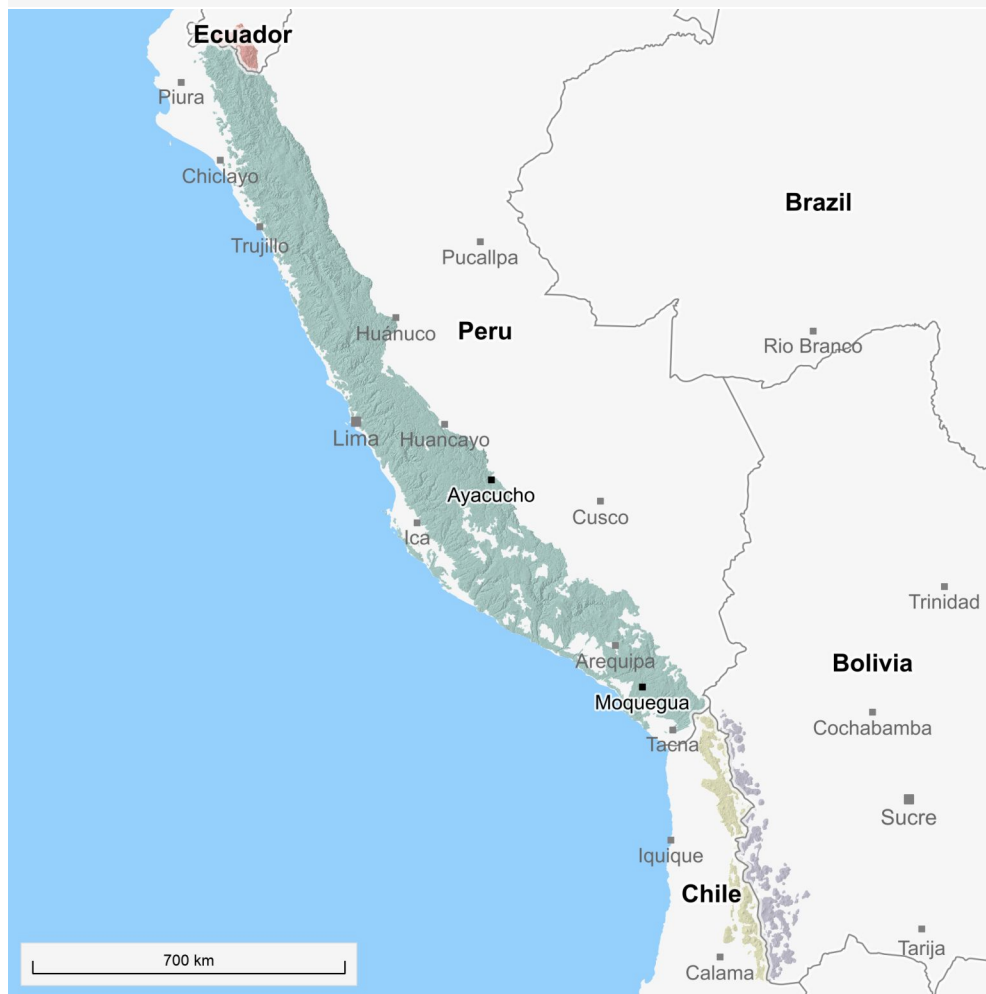 Ecuador
Piura
Chiclayo
Brazil
Trujillo
Pucallpa
Huánuco
Peru
Rio Branco
Lima
Huancayo
Ayacucho
Cusco
Ica
Trinidad
Arequipa
Bolivia
Moquegua
Cochabamba
Tacna
Sucre
Iquique
Chile
Tarija
700 km
Calama